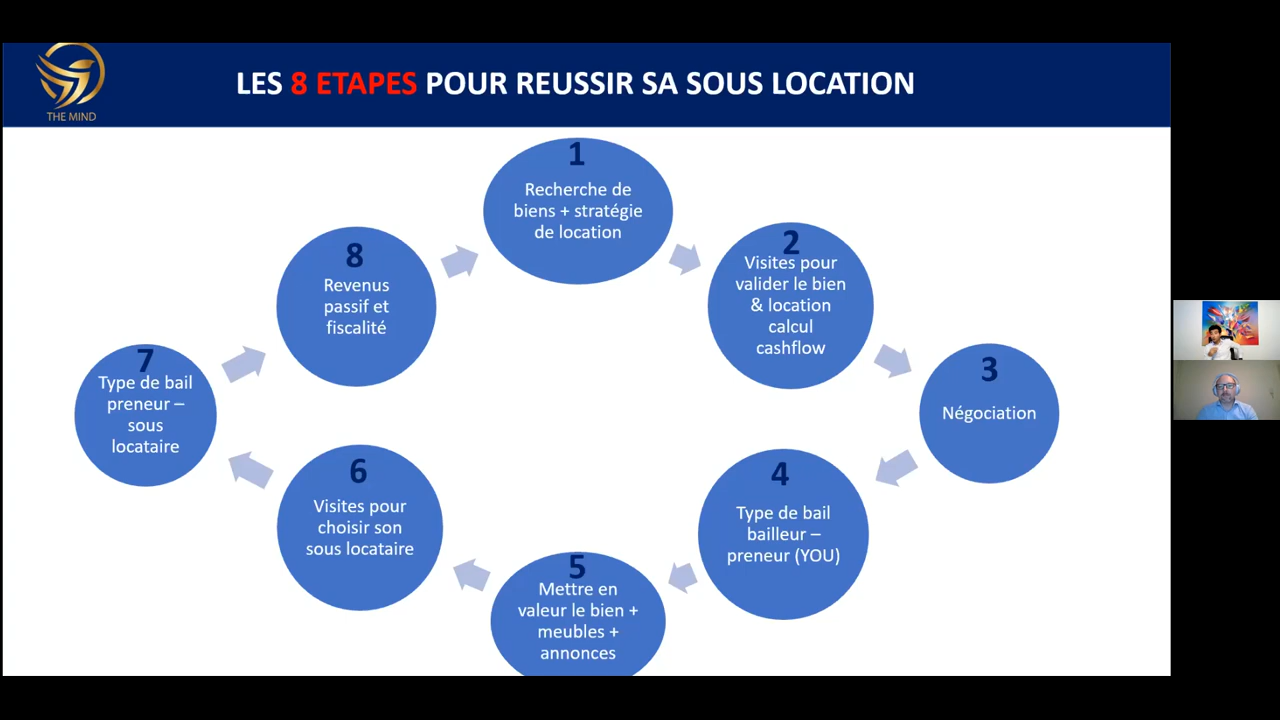 THE MIND
LES 8 ETAPES POUR REUSSIR SA SOUS LOCATION
1
Recherche de
biens + stratégie
de location
2
Visites pour
valider le bien
& location
calcul
cashflow
3
Négociation
4
Type de bail
bailleur –
preneur (YOU)
5
Mettre en
valeur le bien +
meubles +
annonces
6
Visites pour
choisir son
sous locataire
7
Type de bail
preneur –
sous
locataire
8
Revenus
passif et
fiscalité